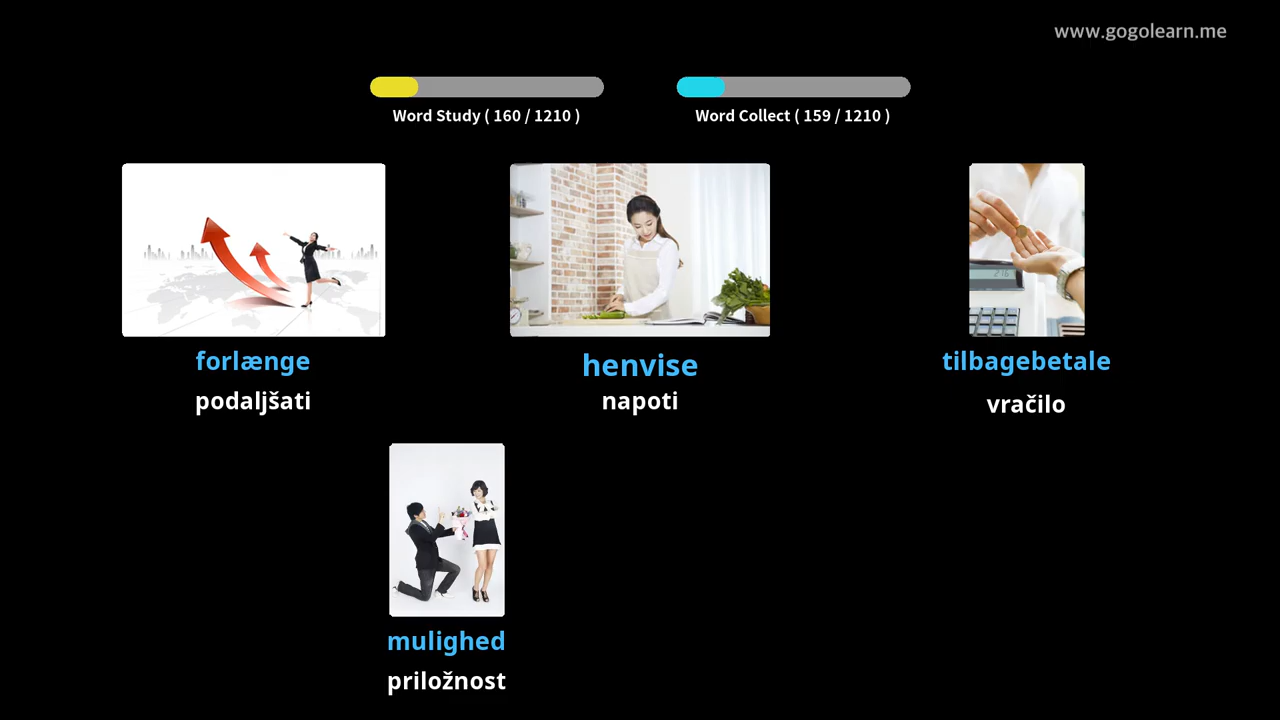 www.gogolearn.me
Word Study ( 160 / 1210 )
Word Collect ( 159 / 1210 )
forlænge
podaljšati
henvise
napoti
tilbagebetale
vračilo
mulighed
priložnost